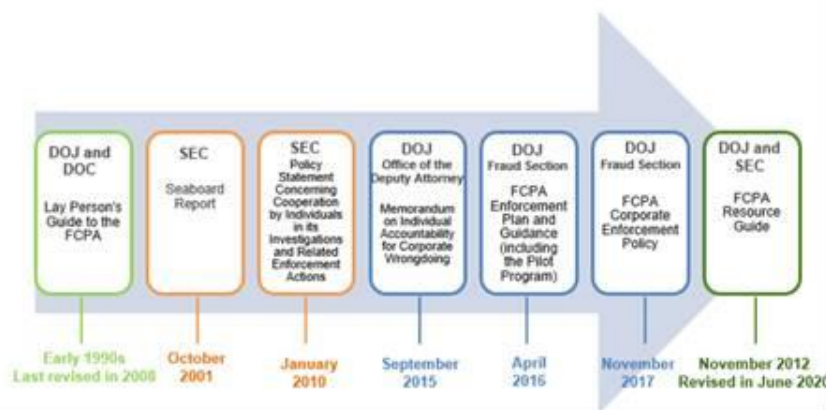 DOJ and
DOC
Lay Person's
Guide to the
FCPA
Early 1990s
Last revised in 2008
SEC
Seaboard
Report
October
2001
SEC
Policy
Statement
Concerning
Cooperation
by Individuals
in its
Investigations
and Related
Enforcement
Actions
January
2010
DOJ
Office of the
Deputy Attorney
Memorandum
on Individual
Accountability
for Corporate
Wrongdoing
September
2015
DOJ
Fraud Section
FCPA
Enforcement
Plan and
Guidance
(including
the Pilot
Program)
April
2016
DOJ
Fraud Section
FCPA
Corporate
Enforcement
Policy
November
2017
DOJ and
SEC
FCPA
Resource
Guide
November 2012
Revised in June 2020